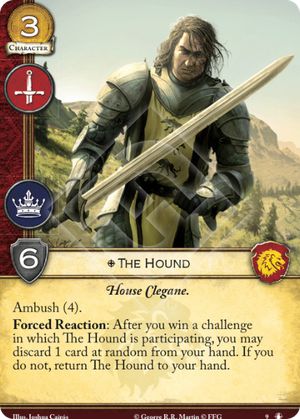 3
CHARACTER
6
THE HOUND
House Clegane.
Ambush (4).
Forced Reaction: After you win a challenge
in which The Hound is participating, you may
discard 1 card at random from your hand. If you
do not, return The Hound to your hand.
Illus. Joshua Cairós
© George R.R. Martin © FFG
9